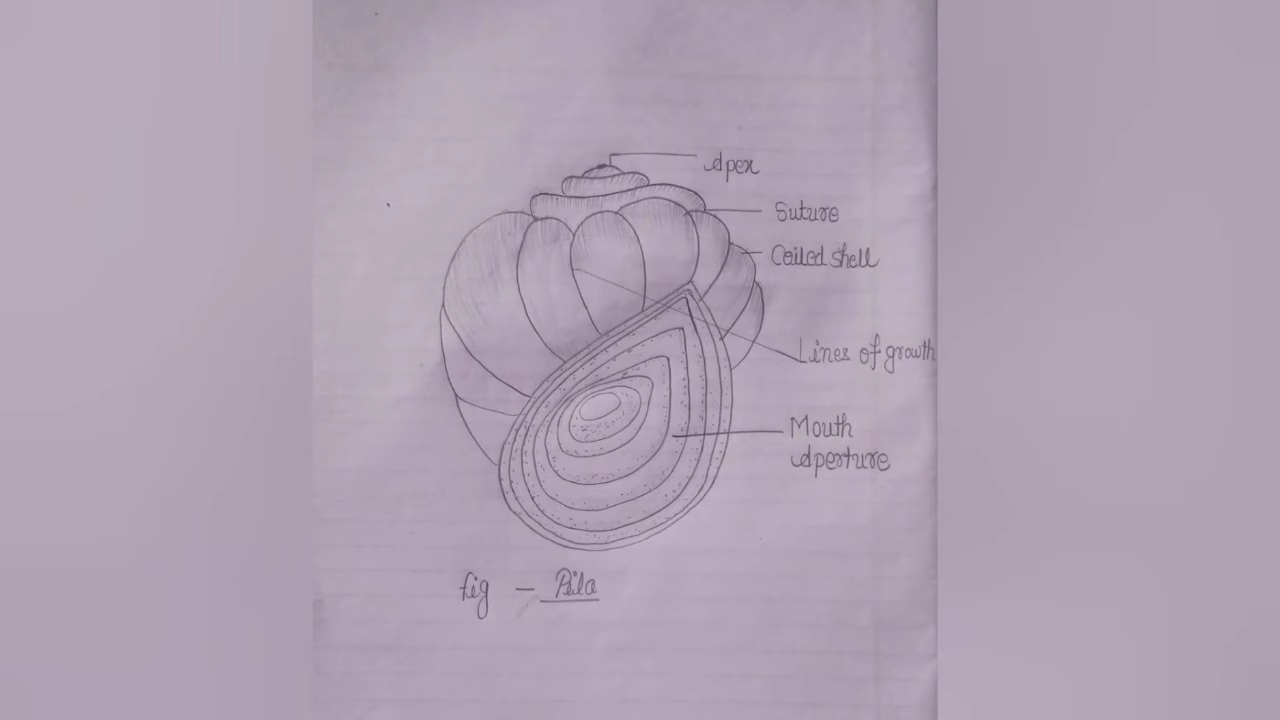 Apex
Suture
Coiled shell
Lines of growth
Mouth
Aperture
fig - Pila